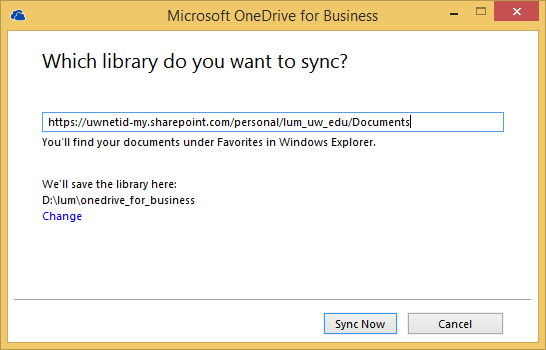 Microsoft OneDrive for Business
Which library do you want to sync?
https://uwnetid-my.sharepoint.com/personal/lum_uw_edu/Documents
You'll find your documents under Favorites in Windows Explorer.
We'll save the library here:
D:\lum\onedrive_for_business
Change
Sync Now
Cancel